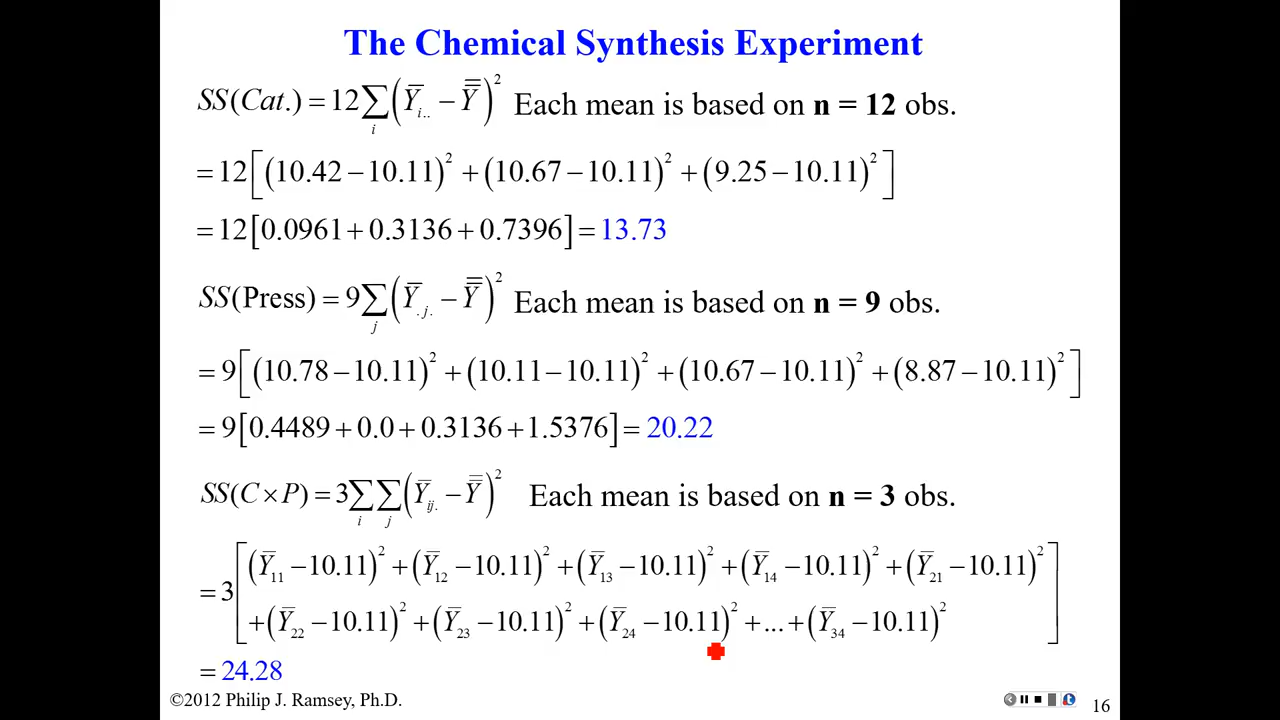 The Chemical Synthesis Experiment
SS(Cat.) = 12∑ᵢ(Ȳᵢ.. − Y̿)² Each mean is based on n = 12 obs.
= 12[(10.42 − 10.11)² + (10.67 − 10.11)² + (9.25 − 10.11)²]
= 12[0.0961 + 0.3136 + 0.7396] = 13.73
SS(Press) = 9∑ⱼ(Ȳ.ⱼ. − Y̿)² Each mean is based on n = 9 obs.
= 9[(10.78 − 10.11)² + (10.11 − 10.11)² + (10.67 − 10.11)² + (8.87 − 10.11)²]
= 9[0.4489 + 0.0 + 0.3136 + 1.5376] = 20.22
SS(C × P) = 3∑ᵢ∑ⱼ(Ȳᵢⱼ. − Y̿)² Each mean is based on n = 3 obs.
= 3[(Ȳ₁₁ − 10.11)² + (Ȳ₁₂ − 10.11)² + (Ȳ₁₃ − 10.11)² + (Ȳ₁₄ − 10.11)² + (Ȳ₂₁ − 10.11)²
+ (Ȳ₂₂ − 10.11)² + (Ȳ₂₃ − 10.11)² + (Ȳ₂₄ − 10.11)² + ... + (Ȳ₃₄ − 10.11)²]
= 24.28
©2012 Philip J. Ramsey, Ph.D.
t
16